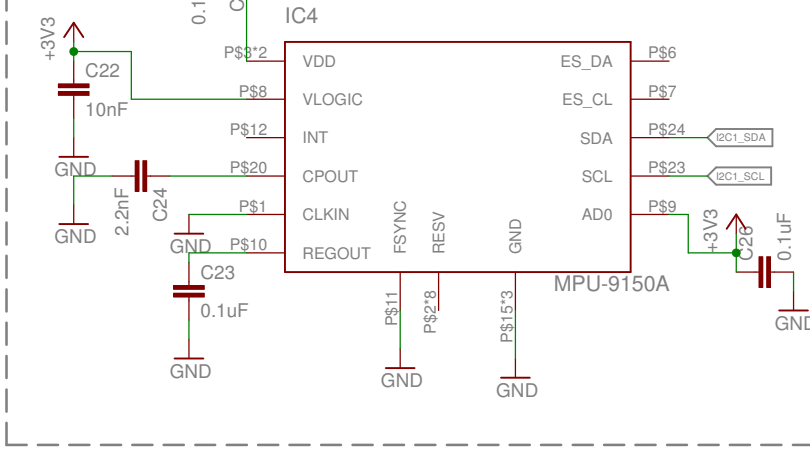 0.1
C
IC4
+3V3
C22
10nF
GND
2.2nF
C24
GND
P$3*2
VDD
P$8
VLOGIC
P$12
INT
P$20
CPOUT
P$1
CLKIN
GND
P$10
REGOUT
C23
0.1uF
GND
ES_DA
P$6
ES_CL
P$7
SDA
P$24
I2C1_SDA
SCL
P$23
I2C1_SCL
AD0
P$9
FSYNC
RESV
GND
MPU-9150A
P$11
P$2*8
P$15*3
GND
GND
+3V3
C26
0.1uF
GND